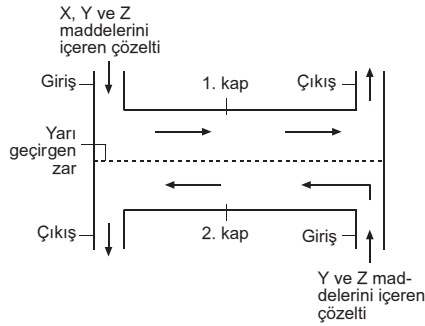 X, Y ve Z
maddelerini
içeren çözelti
Giriş
1. kap
Çıkış
Yarı
geçirgen
zar
Çıkış
2. kap
Giriş
Y ve Z mad-
delerini içeren
çözelti